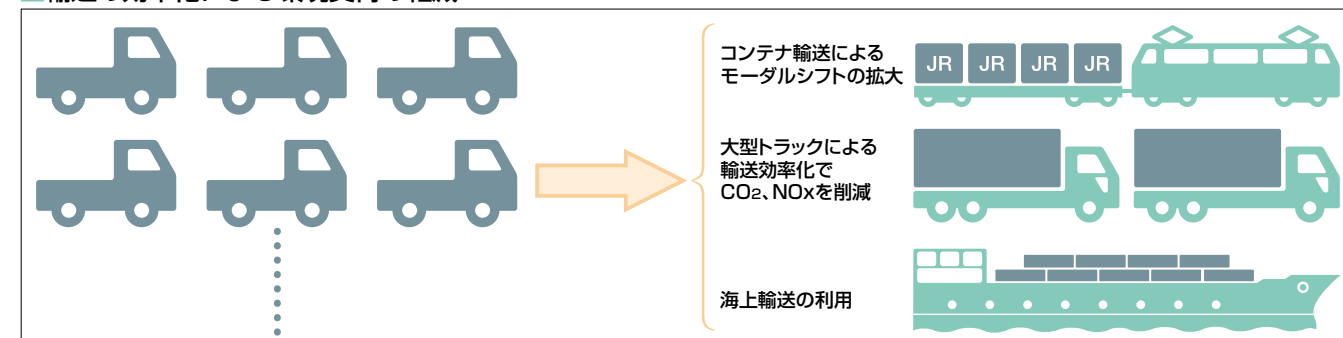 コンテナ輸送による
モーダルシフトの拡大
JR JR JR JR
大型トラックによる
輸送効率化で
CO2、NOxを削減
海上輸送の利用